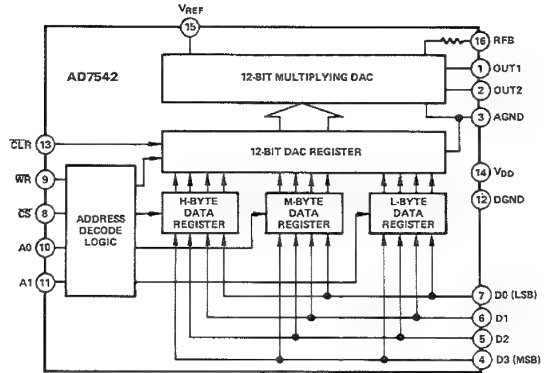 VREF
15
16 RFB
AD7542
12-BIT MULTIPLYING DAC
1 OUT1
2 OUT2
3 AGND
CLR 13
12-BIT DAC REGISTER
WR 9
14 VDD
12 DGND
CS 8
ADDRESS
DECODE
LOGIC
H-BYTE
DATA
REGISTER
M-BYTE
DATA
REGISTER
L-BYTE
DATA
REGISTER
A0 10
A1 11
7 D0 (LSB)
6 D1
5 D2
4 D3 (MSB)